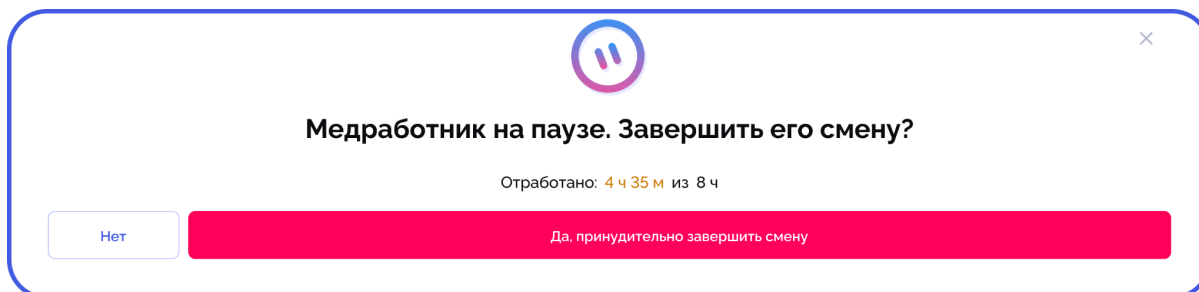 Медработник на паузе. Завершить его смену?
Отработано: 4 ч 35 м из 8 ч
Нет
Да, принудительно завершить смену